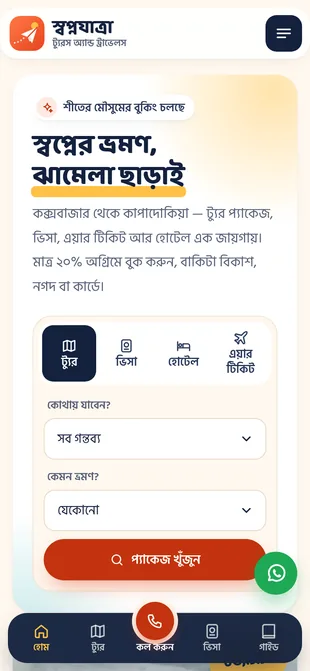 স্বপ্নযাত্রা
ট্যুরস অ্যান্ড ট্রাভেলস
শীতের মৌসুমের বুকিং চলছে
স্বপ্নের ভ্রমণ,
ঝামেলা ছাড়াই
কক্সবাজার থেকে কাপাদোকিয়া — ট্যুর প্যাকেজ,
ভিসা, এয়ার টিকিট আর হোটেল এক জায়গায়।
মাত্র ২০% অগ্রিমে বুক করুন, বাকিটা বিকাশ,
নগদ বা কার্ডে।
ট্যুর
ভিসা
হোটেল
এয়ার
টিকিট
কোথায় যাবেন?
সব গন্তব্য
কেমন ভ্রমণ?
যেকোনো
প্যাকেজ খুঁজুন
হোম
ট্যুর
কল করুন
ভিসা
গাইড